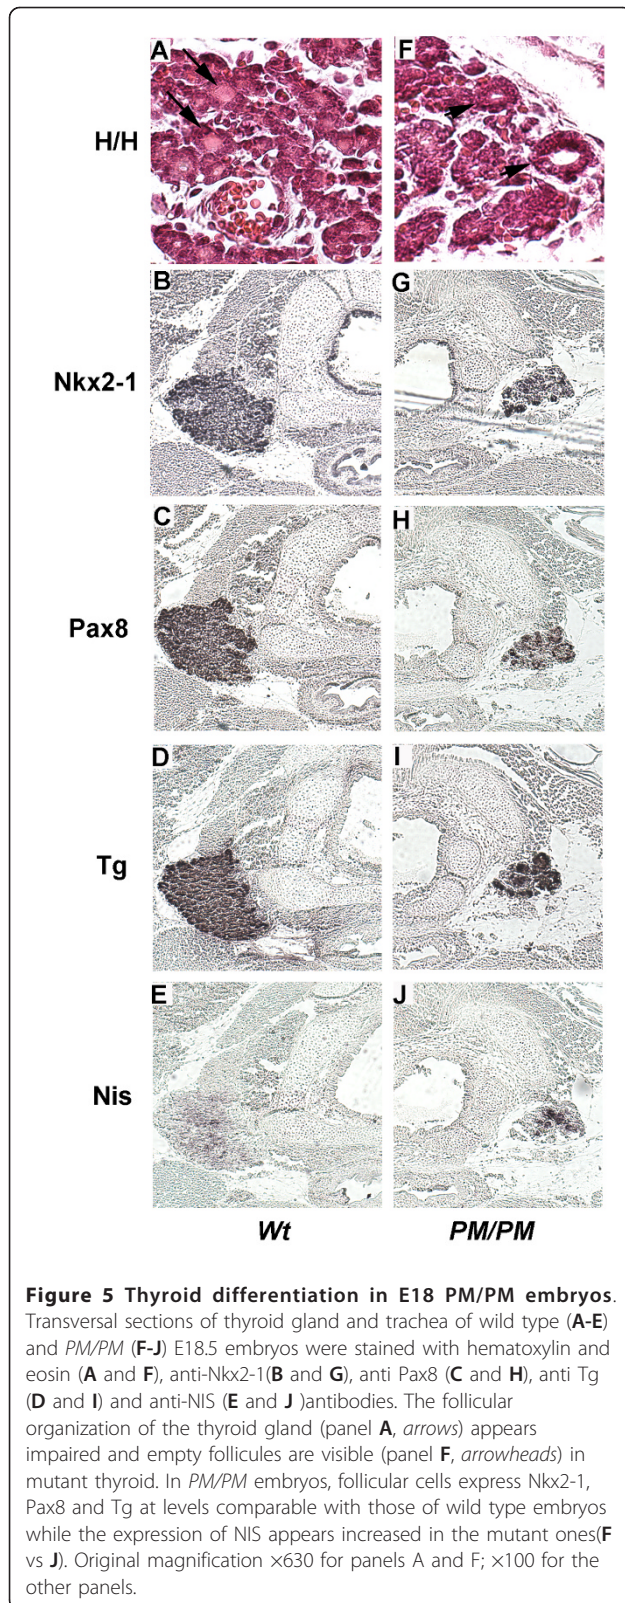 A
F
H/H
B
G
Nkx2-1
C
H
Pax8
D
I
Tg
E
J
Nis
Wt
PM/PM
Figure 5 Thyroid differentiation in E18 PM/PM embryos.
Transversal sections of thyroid gland and trachea of wild type (A-E)
and PM/PM (F-J) E18.5 embryos were stained with hematoxylin and
eosin (A and F), anti-Nkx2-1(B and G), anti Pax8 (C and H), anti Tg
(D and I) and anti-NIS (E and J )antibodies. The follicular
organization of the thyroid gland (panel A, arrows) appears
impaired and empty follicules are visible (panel F, arrowheads) in
mutant thyroid. In PM/PM embryos, follicular cells express Nkx2-1,
Pax8 and Tg at levels comparable with those of wild type embryos
while the expression of NIS appears increased in the mutant ones(F
vs J). Original magnification ×630 for panels A and F; ×100 for the
other panels.